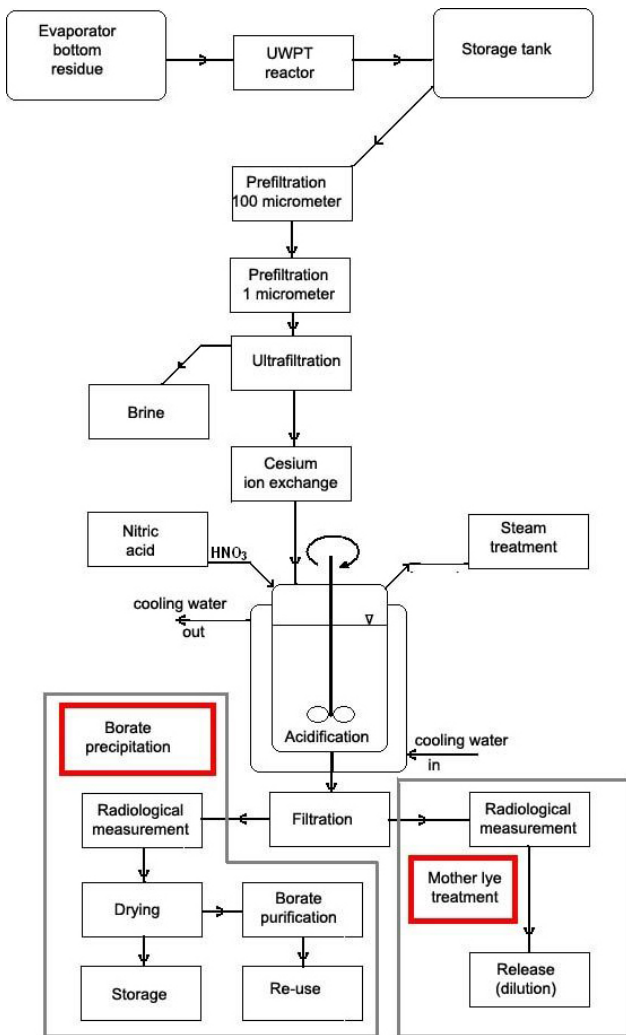 Evaporator
bottom
residue
UWPT
reactor
Storage tank
Prefiltration
100 micrometer
Prefiltration
1 micrometer
Ultrafiltration
Brine
Cesium
ion exchange
Nitric
acid
HNO₃
Steam
treatment
cooling water
out
Acidification
cooling water
in
Borate
precipitation
Radiological
measurement
Filtration
Radiological
measurement
Mother lye
treatment
Drying
Borate
purification
Storage
Re-use
Release
(dilution)